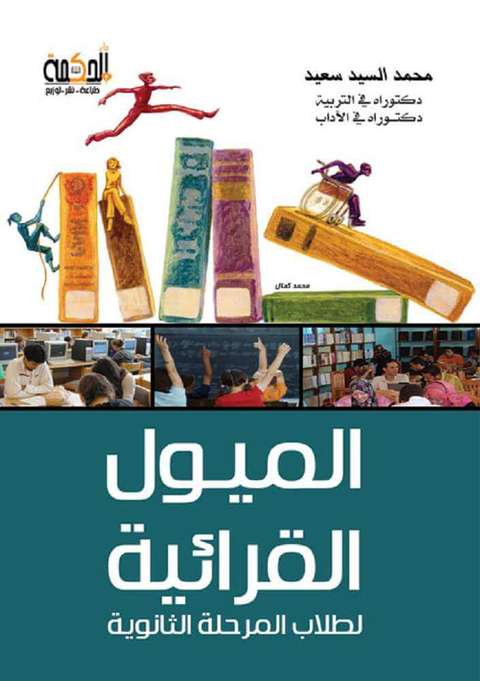 محمد السيد سعيد
دكتوراه في التربية
دكتوراه في الآداب
الحكمة
طباعة - نشر - توزيع
محمد كمال
الميول
القرائية
لطلاب المرحلة الثانوية